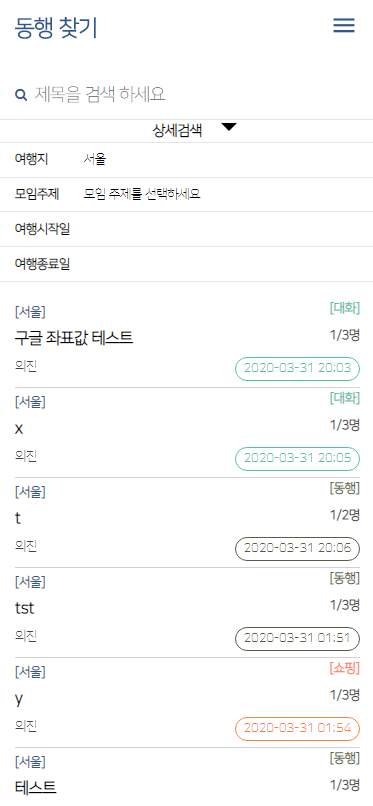 동행 찾기
제목을 검색 하세요
상세검색
여행지 서울
모임주제 모임 주제를 선택하세요
여행시작일
여행종료일
[서울] [대화]
구글 좌표값 테스트 1/3명
의진 2020-03-31 20:03
[서울] [대화]
x 1/3명
의진 2020-03-31 20:05
[서울] [동행]
t 1/2명
의진 2020-03-31 20:06
[서울] [동행]
tst 1/3명
의진 2020-03-31 01:51
[서울] [쇼핑]
y 1/3명
의진 2020-03-31 01:54
[서울] [동행]
테스트 1/3명